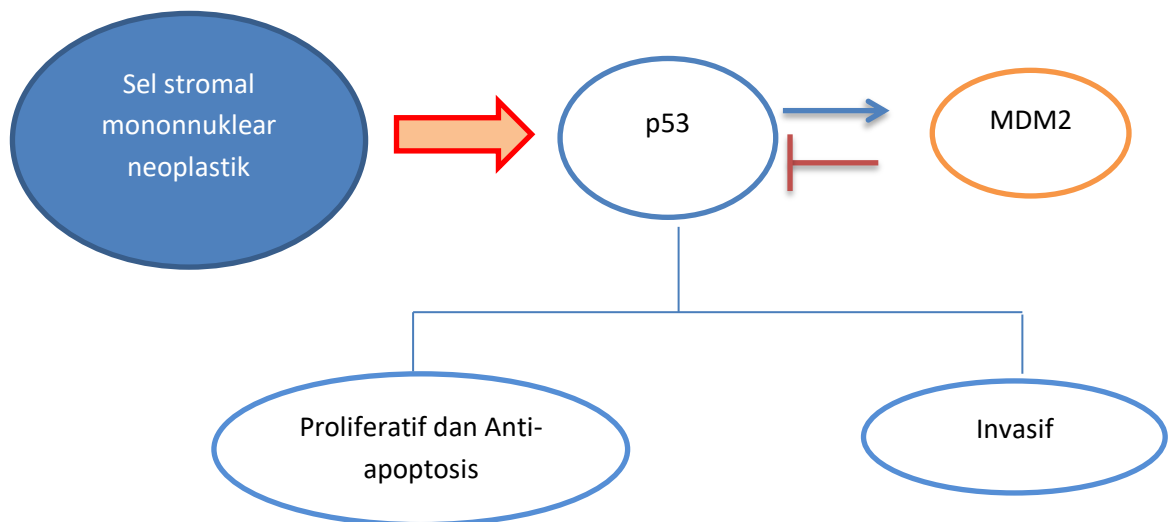 Sel stromal
mononnuklear
neoplastik
p53
MDM2
Proliferatif dan Anti-
apoptosis
Invasif